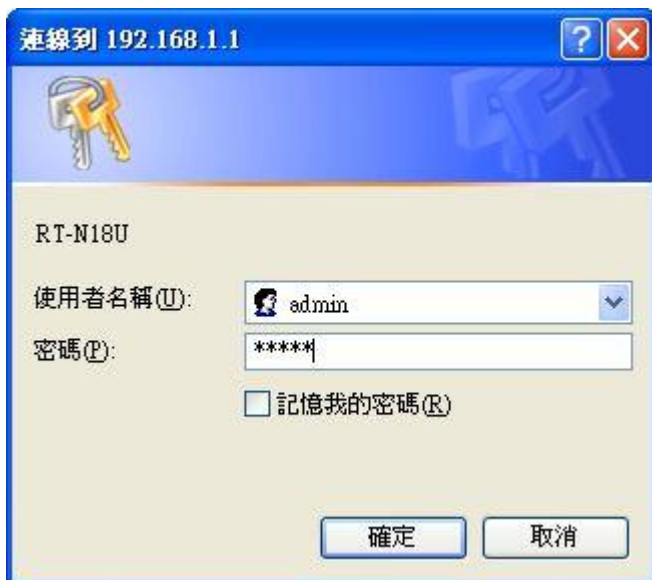 連線到 192.168.1.1
RT-N18U
使用者名稱(U):
admin
密碼(P):
*****
記憶我的密碼(R)
確定
取消